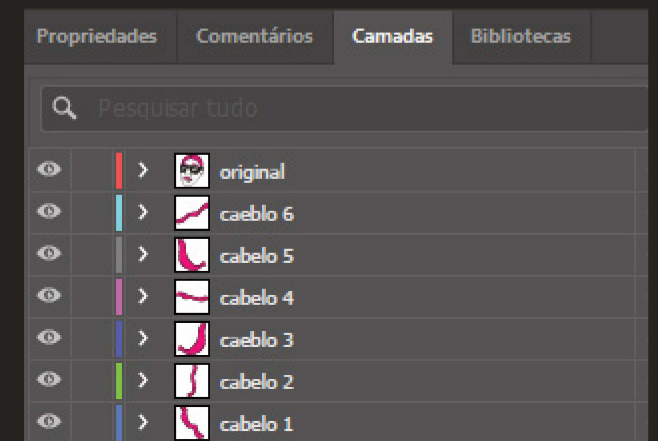 Propriedades Comentários Camadas Bibliotecas
Pesquisar tudo
original
caeblo 6
cabelo 5
cabelo 4
caeblo 3
cabelo 2
cabelo 1